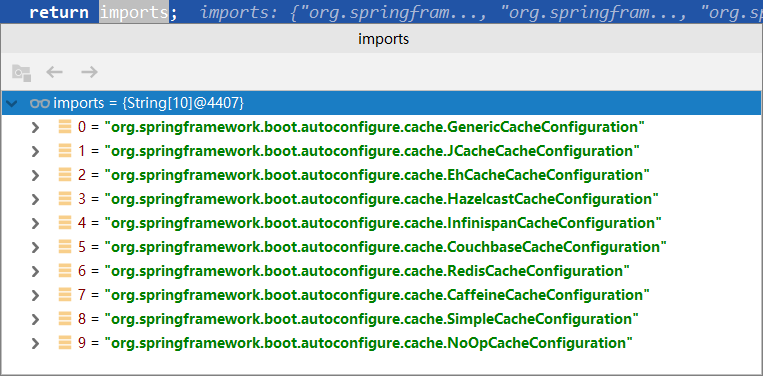 return imports; imports: {"org.springfram..., "org.springfram..., "org.sp
imports
imports = {String[10]@4407}
0 = "org.springframework.boot.autoconfigure.cache.GenericCacheConfiguration"
1 = "org.springframework.boot.autoconfigure.cache.JCacheCacheConfiguration"
2 = "org.springframework.boot.autoconfigure.cache.EhCacheCacheConfiguration"
3 = "org.springframework.boot.autoconfigure.cache.HazelcastCacheConfiguration"
4 = "org.springframework.boot.autoconfigure.cache.InfinispanCacheConfiguration"
5 = "org.springframework.boot.autoconfigure.cache.CouchbaseCacheConfiguration"
6 = "org.springframework.boot.autoconfigure.cache.RedisCacheConfiguration"
7 = "org.springframework.boot.autoconfigure.cache.CaffeineCacheConfiguration"
8 = "org.springframework.boot.autoconfigure.cache.SimpleCacheConfiguration"
9 = "org.springframework.boot.autoconfigure.cache.NoOpCacheConfiguration"